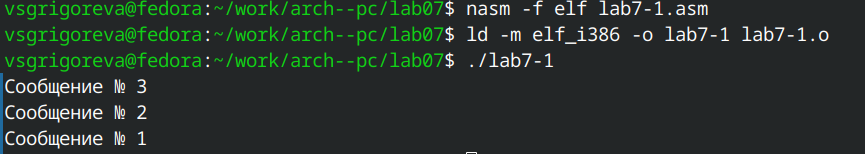 vsgrigoreva@fedora:~/work/arch--pc/lab07$ nasm -f elf lab7-1.asm
vsgrigoreva@fedora:~/work/arch--pc/lab07$ ld -m elf_i386 -o lab7-1 lab7-1.o
vsgrigoreva@fedora:~/work/arch--pc/lab07$ ./lab7-1
Сообщение № 3
Сообщение № 2
Сообщение № 1